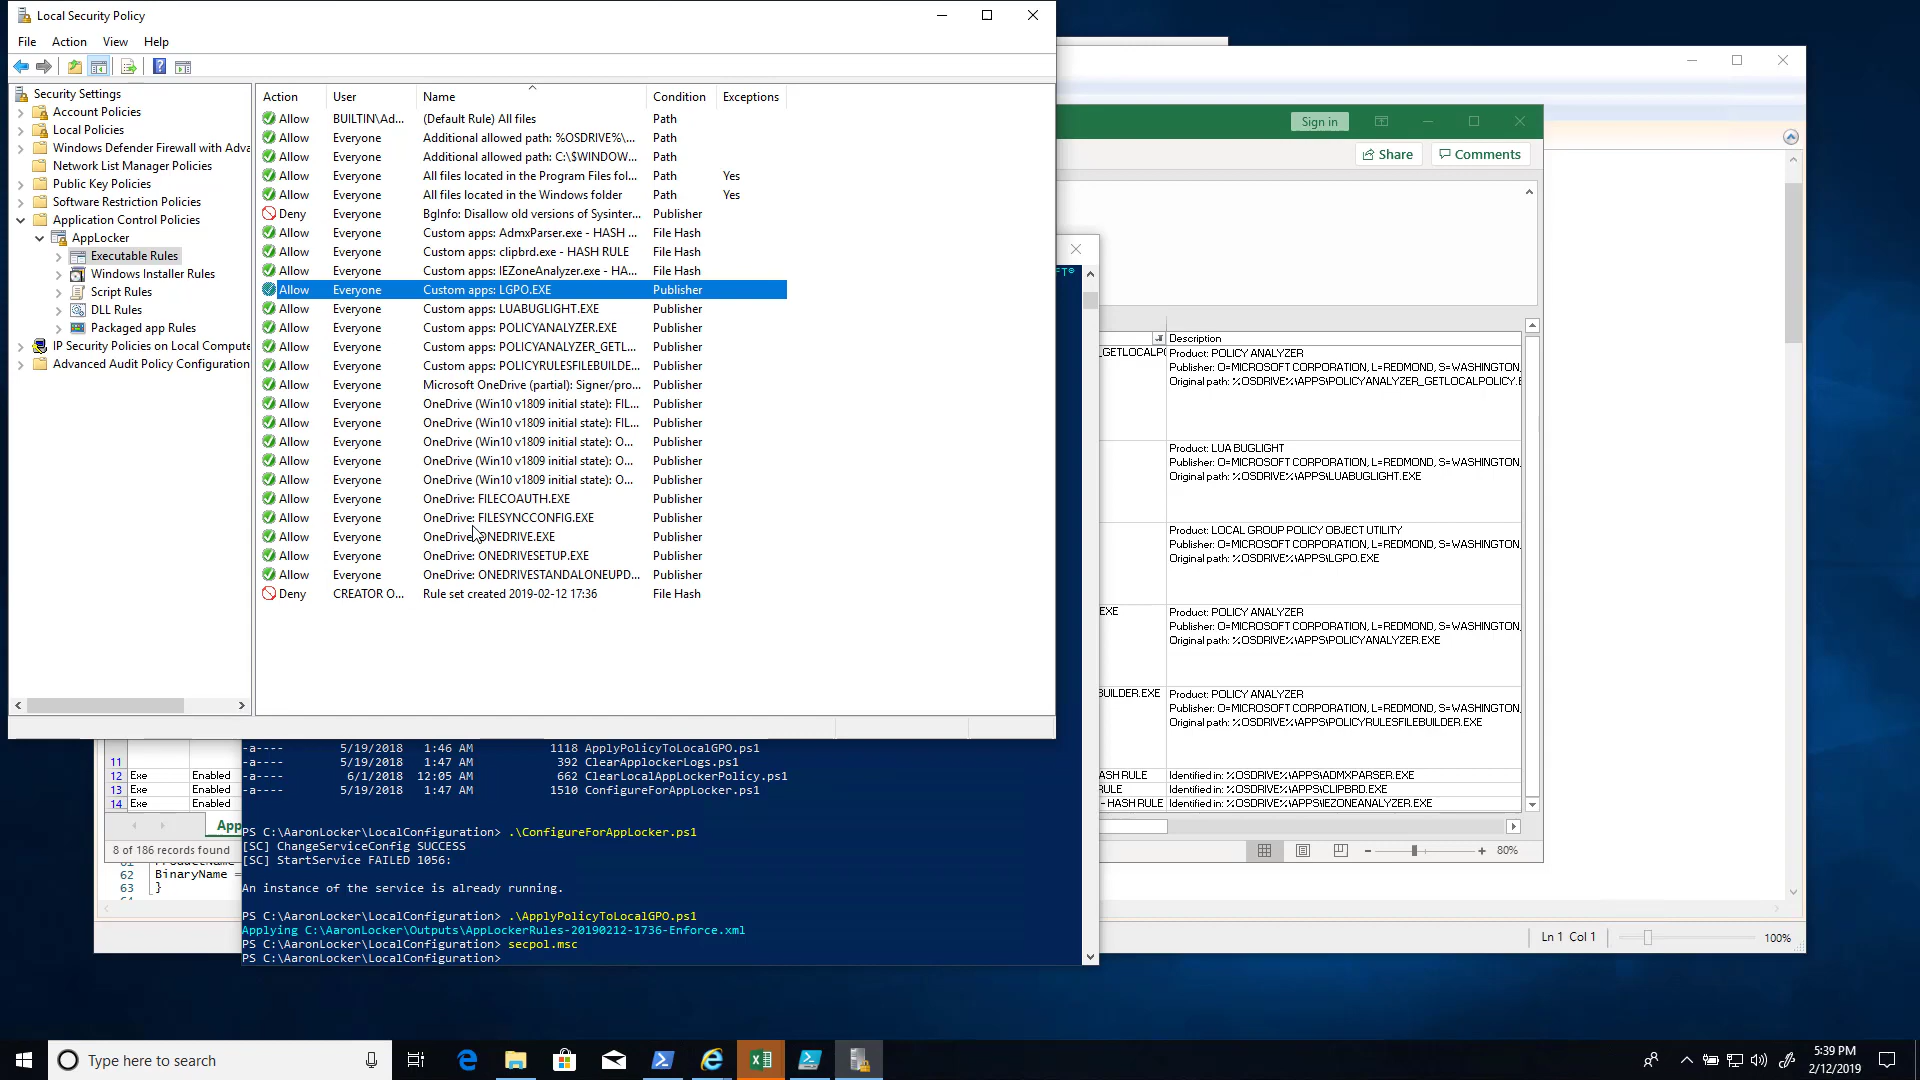 Local Security Policy
File Action View Help
Security Settings
Account Policies
Local Policies
Windows Defender Firewall with Adva
Network List Manager Policies
Public Key Policies
Software Restriction Policies
Application Control Policies
AppLocker
Executable Rules
Windows Installer Rules
Script Rules
DLL Rules
Packaged app Rules
IP Security Policies on Local Compute
Advanced Audit Policy Configuration
Action User Name Condition Exceptions
Allow BUILTIN\Ad... (Default Rule) All files Path
Allow Everyone Additional allowed path: %OSDRIVE%\... Path
Allow Everyone Additional allowed path: C:\$WINDOW... Path
Allow Everyone All files located in the Program Files fol... Path Yes
Allow Everyone All files located in the Windows folder Path Yes
Deny Everyone BgInfo: Disallow old versions of Sysinter... Publisher
Allow Everyone Custom apps: AdmxParser.exe - HASH ... File Hash
Allow Everyone Custom apps: clipbrd.exe - HASH RULE File Hash
Allow Everyone Custom apps: IEZoneAnalyzer.exe - HA... File Hash
Allow Everyone Custom apps: LGPO.EXE Publisher
Allow Everyone Custom apps: LUABUGLIGHT.EXE Publisher
Allow Everyone Custom apps: POLICYANALYZER.EXE Publisher
Allow Everyone Custom apps: POLICYANALYZER_GETL... Publisher
Allow Everyone Custom apps: POLICYRULESFILEBUILDE... Publisher
Allow Everyone Microsoft OneDrive (partial): Signer/pro... Publisher
Allow Everyone OneDrive (Win10 v1809 initial state): FIL... Publisher
Allow Everyone OneDrive (Win10 v1809 initial state): FIL... Publisher
Allow Everyone OneDrive (Win10 v1809 initial state): O... Publisher
Allow Everyone OneDrive (Win10 v1809 initial state): O... Publisher
Allow Everyone OneDrive (Win10 v1809 initial state): O... Publisher
Allow Everyone OneDrive: FILECOAUTH.EXE Publisher
Allow Everyone OneDrive: FILESYNCCONFIG.EXE Publisher
Allow Everyone OneDrive: ONEDRIVE.EXE Publisher
Allow Everyone OneDrive: ONEDRIVESETUP.EXE Publisher
Allow Everyone OneDrive: ONEDRIVESTANDALONEUPD... Publisher
Deny CREATOR O... Rule set created 2019-02-12 17:36 File Hash
Sign in
Share Comments
FT®
Description
_GETLOCALPO Product: POLICY ANALYZER
Publisher: O=MICROSOFT CORPORATION, L=REDMOND, S=WASHINGTON,
Original path: %OSDRIVE%\APPS\POLICYANALYZER_GETLOCALPOLICY.E
Product: LUA BUGLIGHT
Publisher: O=MICROSOFT CORPORATION, L=REDMOND, S=WASHINGTON,
Original path: %OSDRIVE%\APPS\LUABUGLIGHT.EXE
Product: LOCAL GROUP POLICY OBJECT UTILITY
Publisher: O=MICROSOFT CORPORATION, L=REDMOND, S=WASHINGTON,
Original path: %OSDRIVE%\APPS\LGPO.EXE
EXE Product: POLICY ANALYZER
Publisher: O=MICROSOFT CORPORATION, L=REDMOND, S=WASHINGTON,
Original path: %OSDRIVE%\APPS\POLICYANALYZER.EXE
BUILDER.EXE Product: POLICY ANALYZER
Publisher: O=MICROSOFT CORPORATION, L=REDMOND, S=WASHINGTON,
Original path: %OSDRIVE%\APPS\POLICYRULESFILEBUILDER.EXE
ASH RULE Identified in: %OSDRIVE%\APPS\ADMXPARSER.EXE
RULE Identified in: %OSDRIVE%\APPS\CLIPBRD.EXE
- HASH RULE Identified in: %OSDRIVE%\APPS\IEZONEANALYZER.EXE
80%
11
12 Exe Enabled
13 Exe Enabled
14 Exe Enabled
App
8 of 186 records found
62 BinaryName =
63 }
-a---- 5/19/2018 1:46 AM 1118 ApplyPolicyToLocalGPO.ps1
-a---- 5/19/2018 1:47 AM 392 ClearApplockerLogs.ps1
-a---- 6/1/2018 12:05 AM 662 ClearLocalAppLockerPolicy.ps1
-a---- 5/19/2018 1:47 AM 1510 ConfigureForAppLocker.ps1
PS C:\AaronLocker\LocalConfiguration> .\ConfigureForAppLocker.ps1
[SC] ChangeServiceConfig SUCCESS
[SC] StartService FAILED 1056:
An instance of the service is already running.
PS C:\AaronLocker\LocalConfiguration> .\ApplyPolicyToLocalGPO.ps1
Applying C:\AaronLocker\Outputs\AppLockerRules-20190212-1736-Enforce.xml
PS C:\AaronLocker\LocalConfiguration> secpol.msc
PS C:\AaronLocker\LocalConfiguration>
Ln 1 Col 1 100%
Type here to search
5:39 PM
2/12/2019